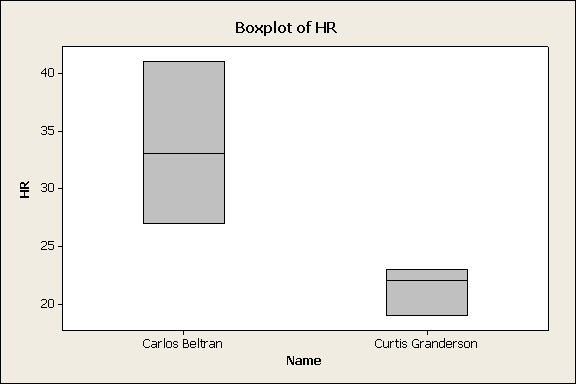 Boxplot of HR
40
35
30
25
20
HR
Carlos Beltran
Curtis Granderson
Name